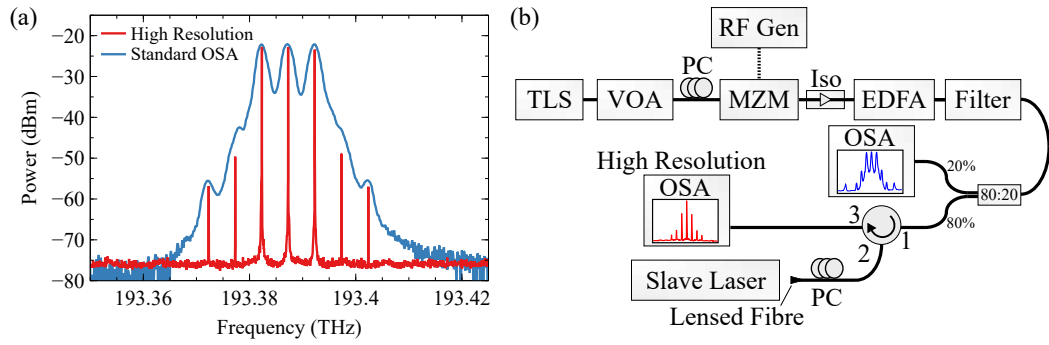 (a)
High Resolution
Standard OSA
Power (dBm)
−20
−30
−40
−50
−60
−70
−80
193.36
193.38
193.4
193.42
Frequency (THz)
(b)
RF Gen
PC
Iso
TLS
VOA
MZM
EDFA
Filter
OSA
20%
High Resolution
OSA
80:20
80%
3
1
2
Slave Laser
PC
Lensed Fibre